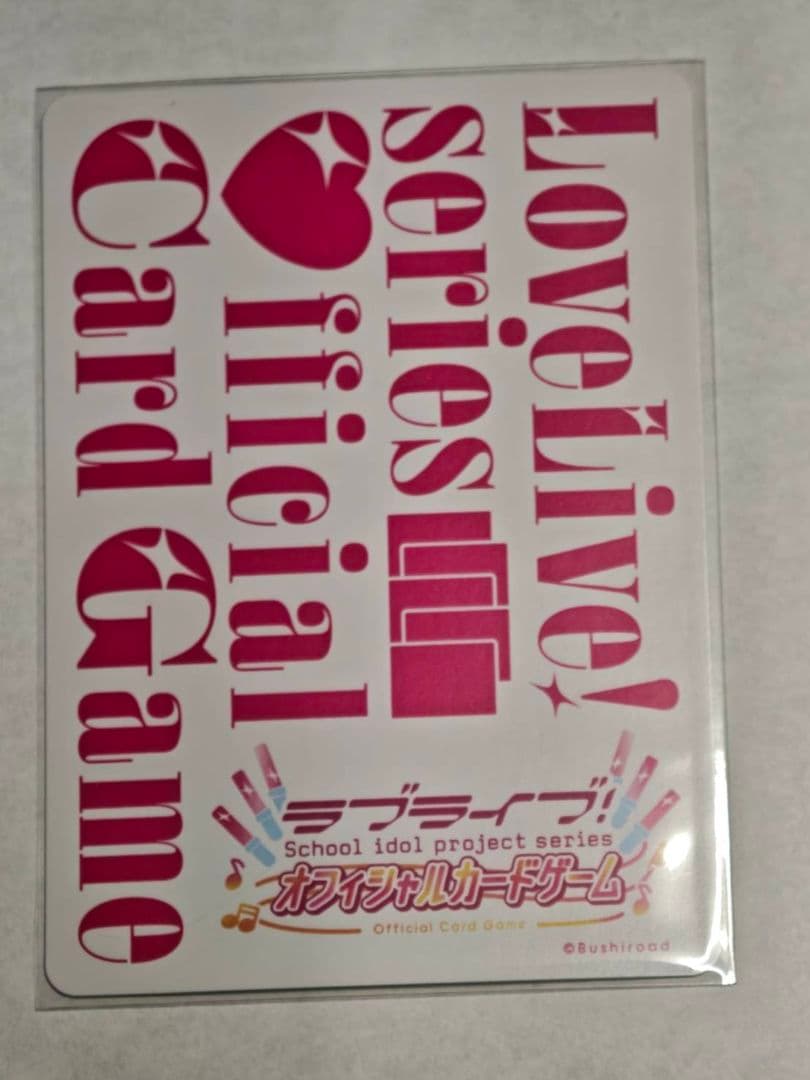 LoveLive!
series
Official
Card Game
ラブライブ!
School idol project series
オフィシャルカードゲーム
Official Card Game
©Bushiroad